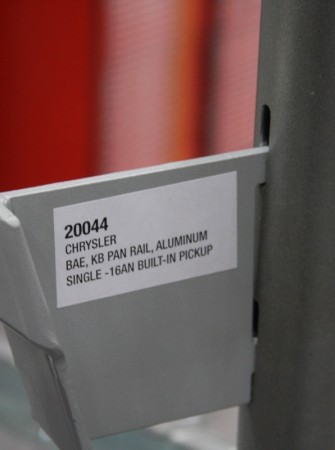 20044
CHRYSLER
BAE, KB PAN RAIL, ALUMINUM
SINGLE -16AN BUILT-IN PICKUP